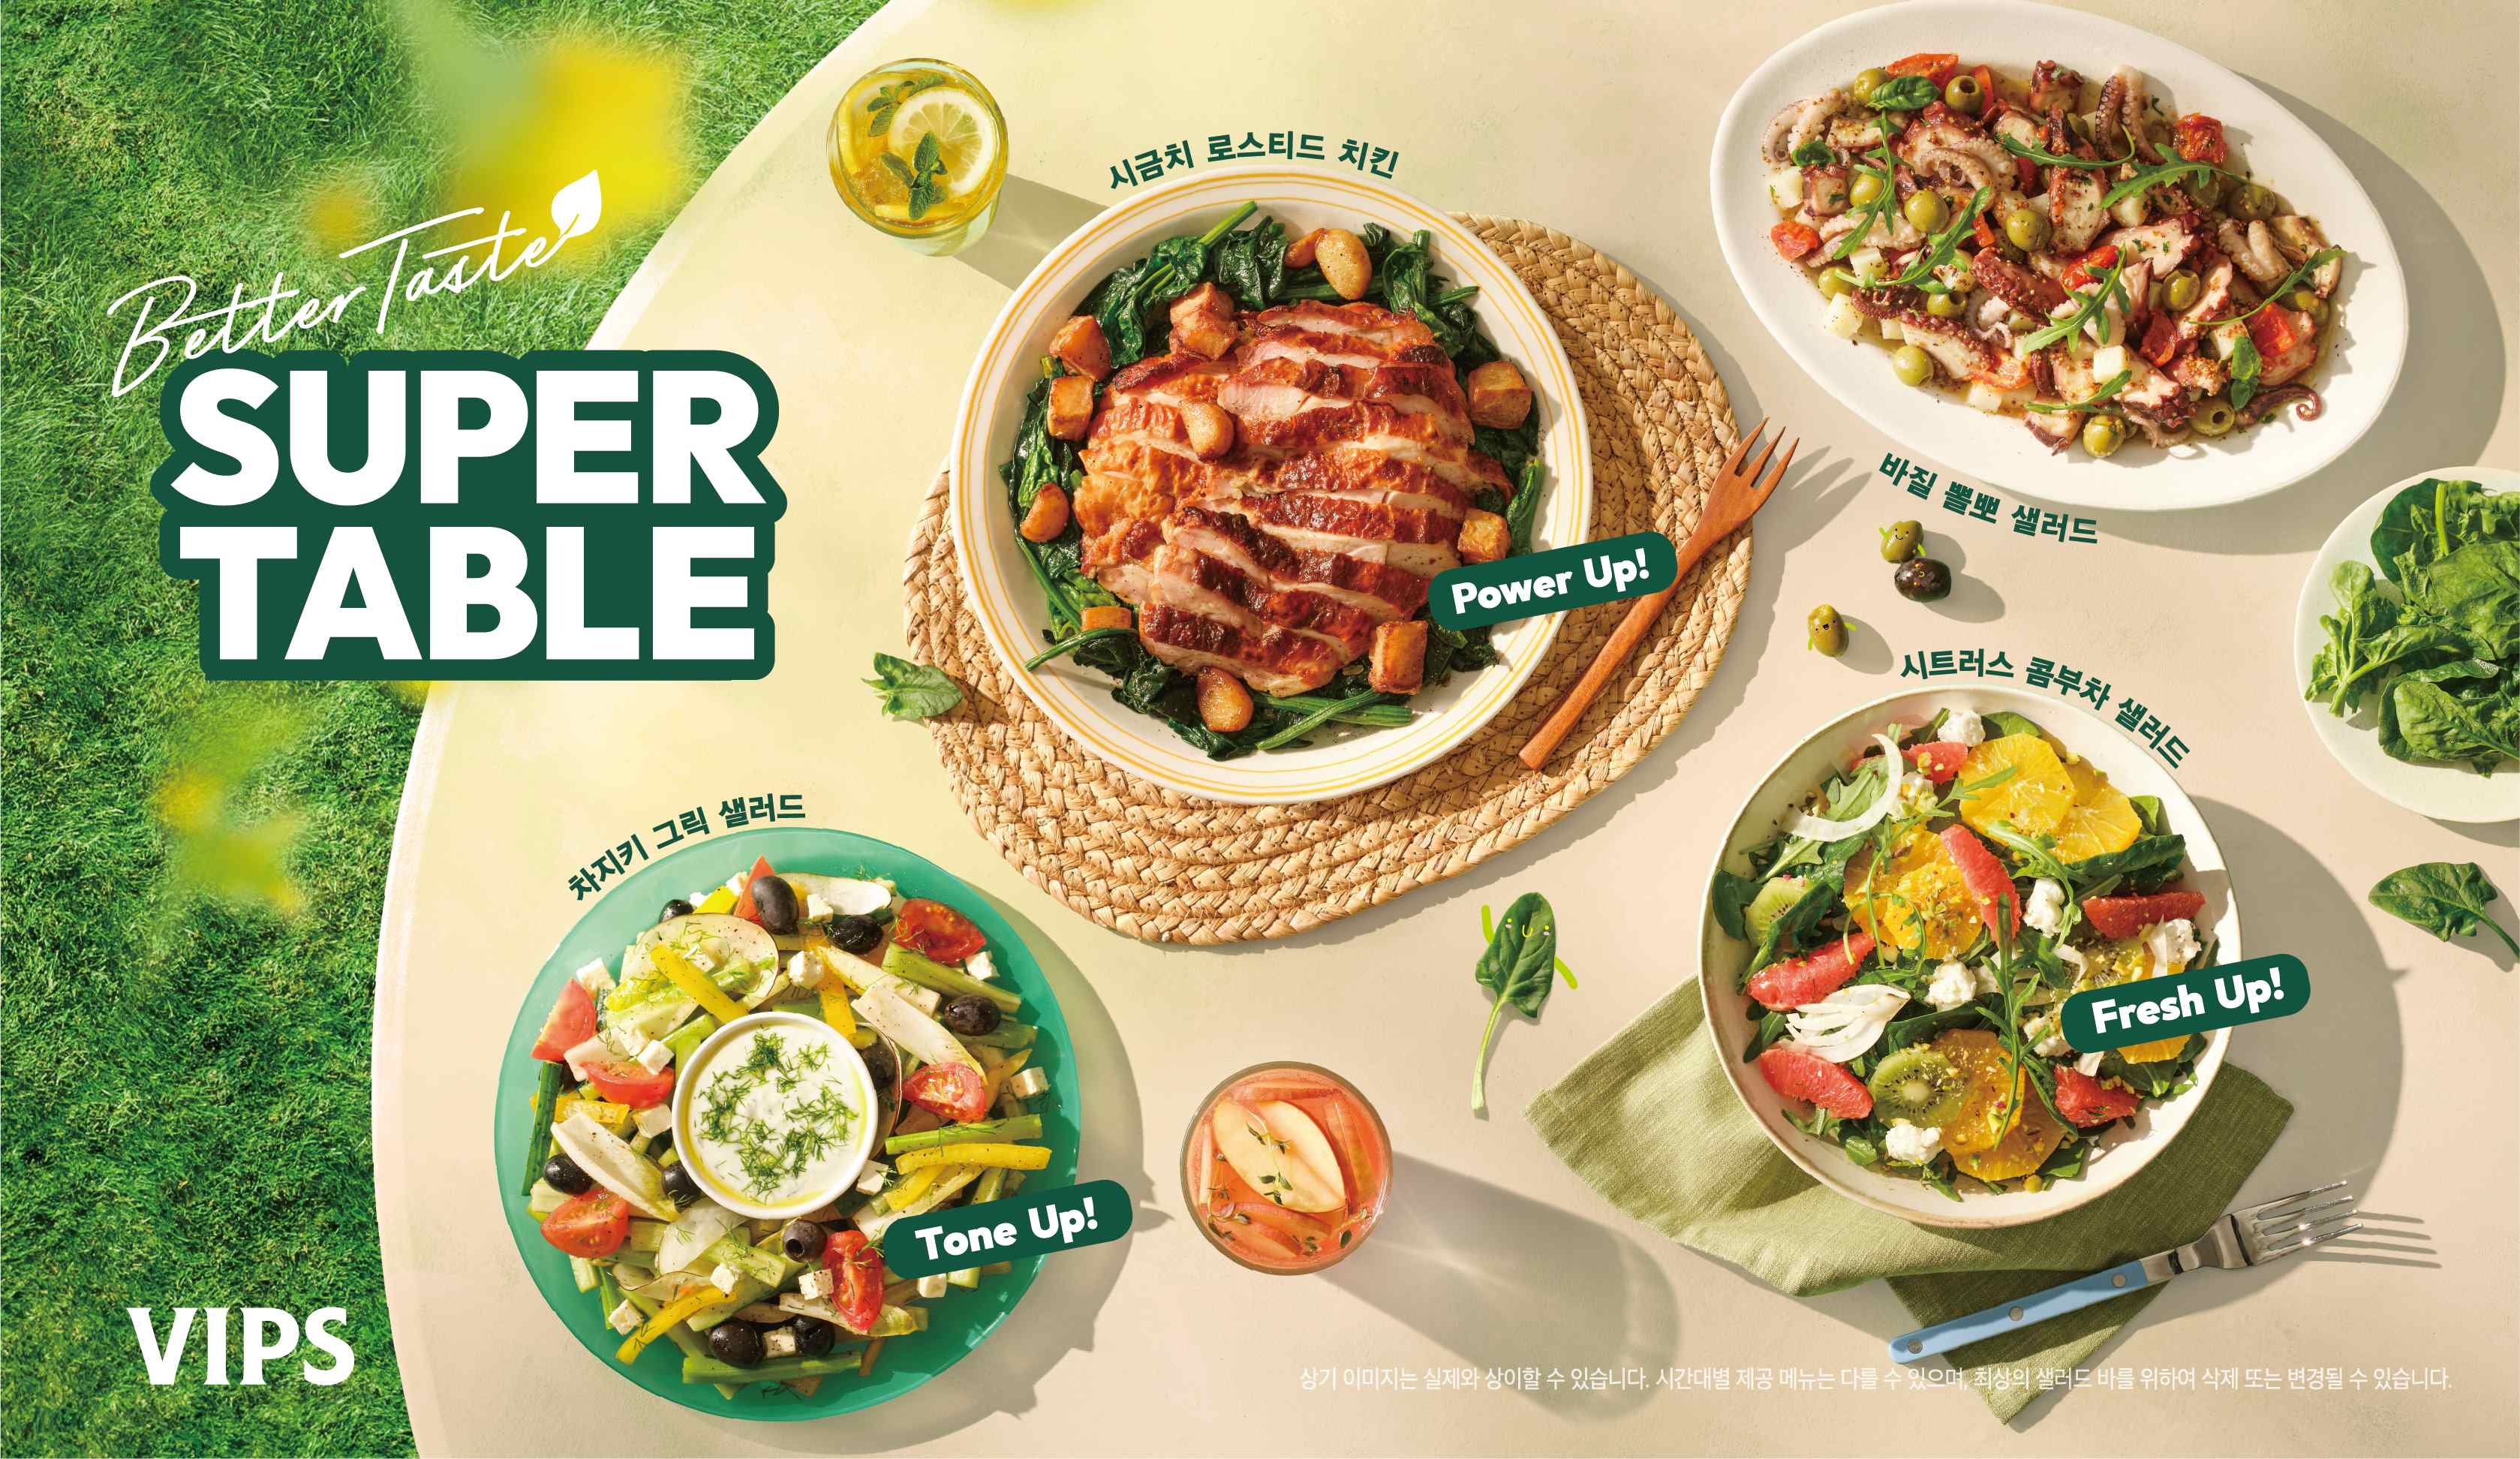 Better Taste
SUPER
TABLE
시금치 로스티드 치킨
Power Up!
바질 뽈뽀 샐러드
시트러스 콤부차 샐러드
Fresh Up!
차지키 그릭 샐러드
Tone Up!
VIPS
상기 이미지는 실제와 상이할 수 있습니다. 시간대별 제공 메뉴는 다를 수 있으며, 최상의 샐러드 바를 위하여 삭제 또는 변경될 수 있습니다.